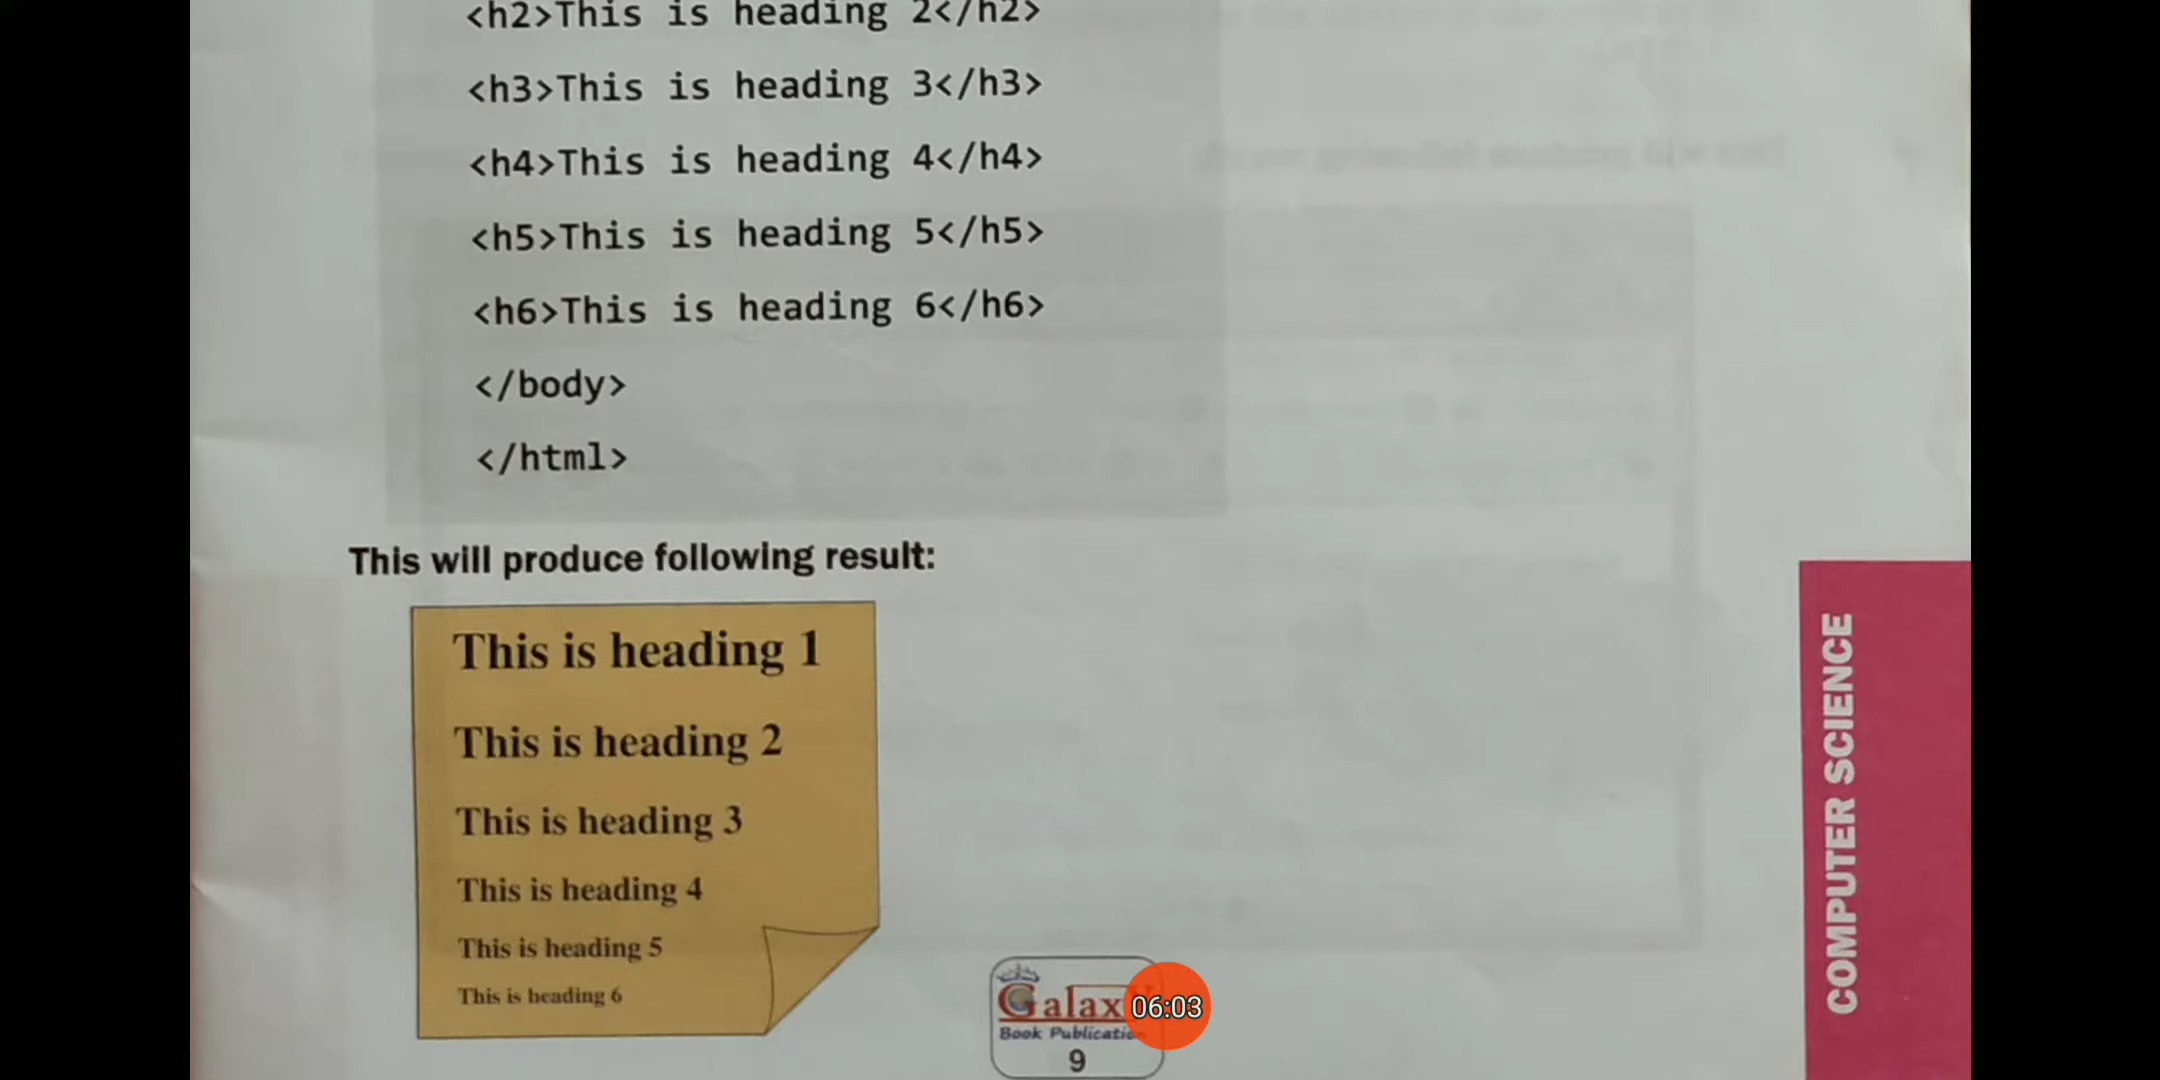 <h2>This is heading 2</h2>
<h3>This is heading 3</h3>
<h4>This is heading 4</h4>
<h5>This is heading 5</h5>
<h6>This is heading 6</h6>
</body>
</html>
This will produce following result:
This is heading 1
This is heading 2
This is heading 3
This is heading 4
This is heading 5
This is heading 6
Book
9
06:03
COMPUTER SCIENCE